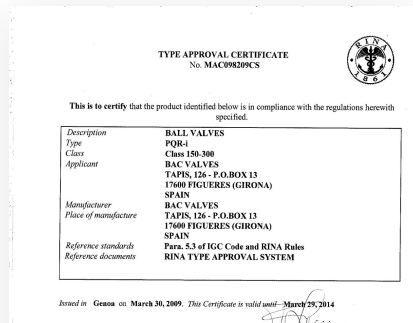 RINA
1861
TYPE APPROVAL CERTIFICATE
No. MAC098209CS
This is to certify that the product identified below is in compliance with the regulations herewith
specified.
Description BALL VALVES
Type PQR-i
Class Class 150-300
Applicant BAC VALVES
TAPIS, 126 - P.O.BOX 13
17600 FIGUERES (GIRONA)
SPAIN
Manufacturer BAC VALVES
Place of manufacture TAPIS, 126 - P.O.BOX 13
17600 FIGUERES (GIRONA)
SPAIN
Reference standards Para. 5.3 of IGC Code and RINA Rules
Reference documents RINA TYPE APPROVAL SYSTEM
Issued in Genoa on March 30, 2009. This Certificate is valid until March 29, 2014